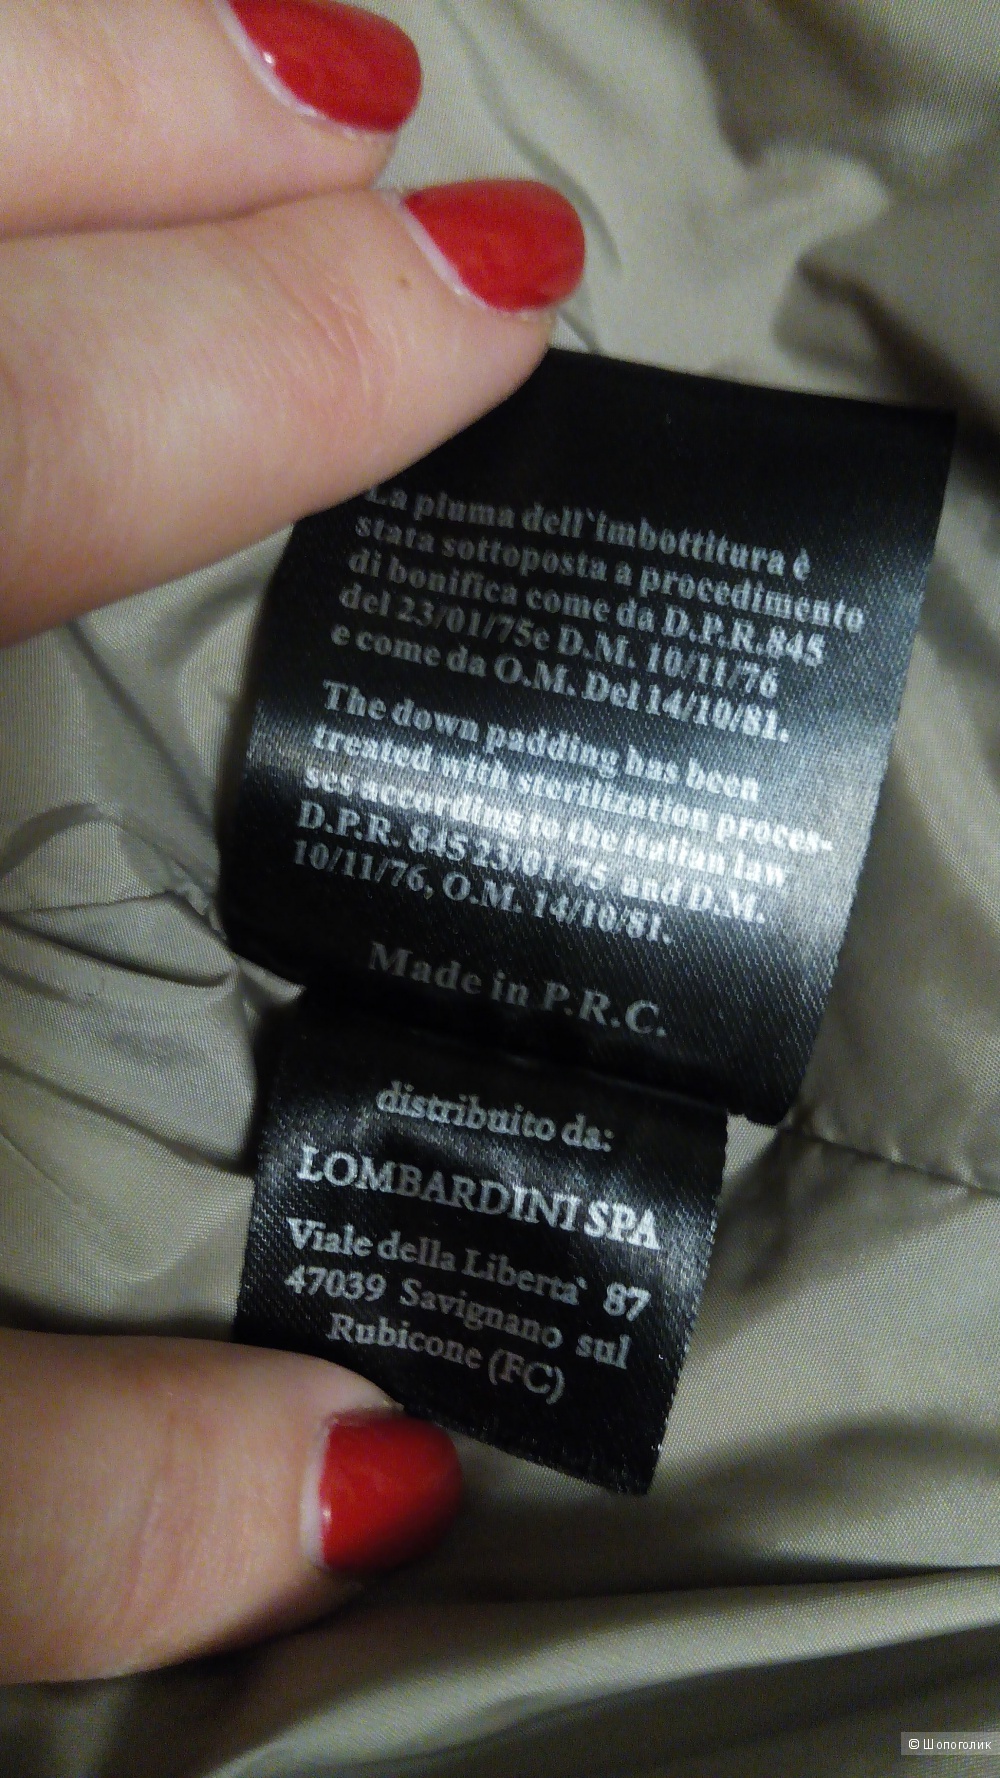 La piuma dell`imbottitura è
stata sottoposta a procedimento
di bonifica come da D.P.R.845
del 23/01/75e D.M. 10/11/76
e come da O.M. Del 14/10/81.
The down padding has been
treated with sterilization proces-
ses according to the italian law
D.P.R. 845 23/01/75 and D.M.
10/11/76, O.M. 14/10/81.
Made in P.R.C.
distribuito da:
LOMBARDINI SPA
Viale della Liberta` 87
47039 Savignano sul
Rubicone (FC)
© Шопоголик